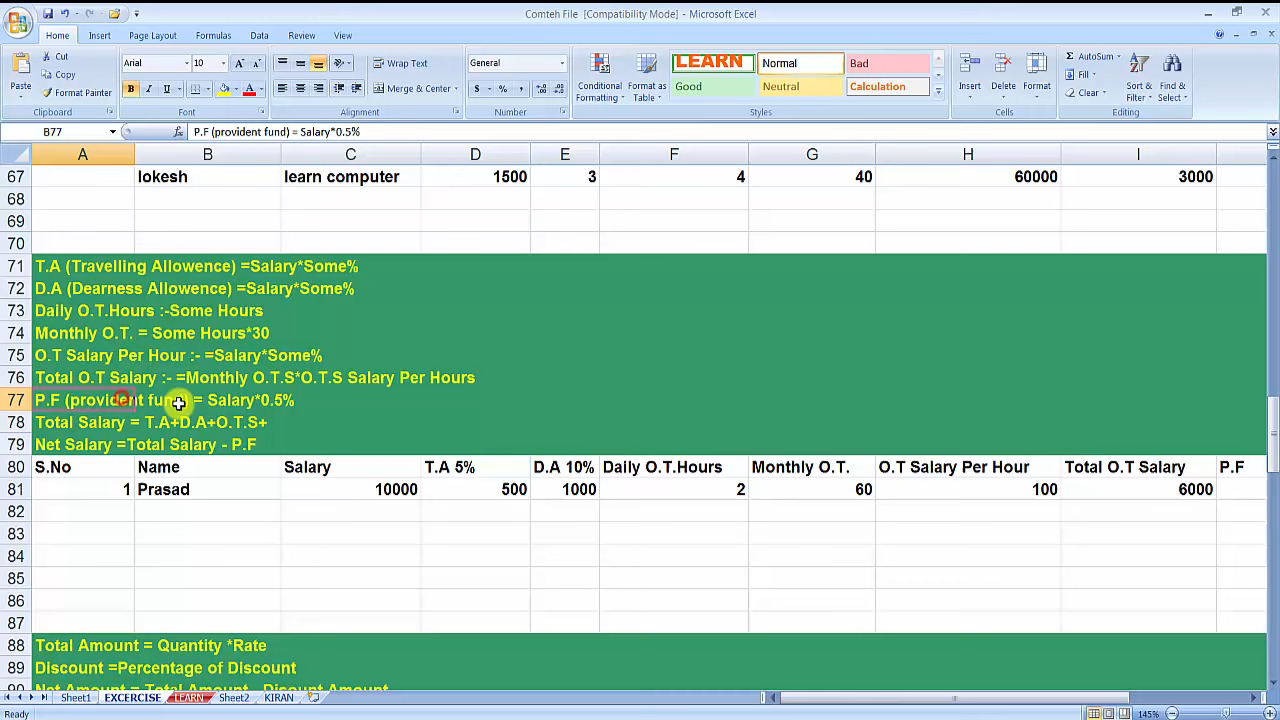 Comteh File [Compatibility Mode] - Microsoft Excel
Home Insert Page Layout Formulas Data Review View
Paste Cut Copy Format Painter
Clipboard
Arial 10
Font
Wrap Text
Merge & Center
Alignment
General
Number
Conditional Formatting
Format as Table
LEARN Normal Bad
Good Neutral Calculation
Styles
Insert Delete Format
Cells
AutoSum
Fill
Clear
Sort & Filter
Find & Select
Editing
B77 fx P.F (provident fund) = Salary*0.5%
A B C D E F G H I
67 lokesh learn computer 1500 3 4 40 60000 3000
68
69
70
71 T.A (Travelling Allowence) =Salary*Some%
72 D.A (Dearness Allowence) =Salary*Some%
73 Daily O.T.Hours :-Some Hours
74 Monthly O.T. = Some Hours*30
75 O.T Salary Per Hour :- =Salary*Some%
76 Total O.T Salary :- =Monthly O.T.S*O.T.S Salary Per Hours
77 P.F (provident fund) = Salary*0.5%
78 Total Salary = T.A+D.A+O.T.S+
79 Net Salary =Total Salary - P.F
80 S.No Name Salary T.A 5% D.A 10% Daily O.T.Hours Monthly O.T. O.T Salary Per Hour Total O.T Salary P.F
81 1 Prasad 10000 500 1000 2 60 100 6000
82
83
84
85
86
87
88 Total Amount = Quantity *Rate
89 Discount =Percentage of Discount
90 Net Amount = Total Amount - Discount Amount
Sheet1 EXCERCISE LEARN Sheet2 KIRAN
Ready 145%